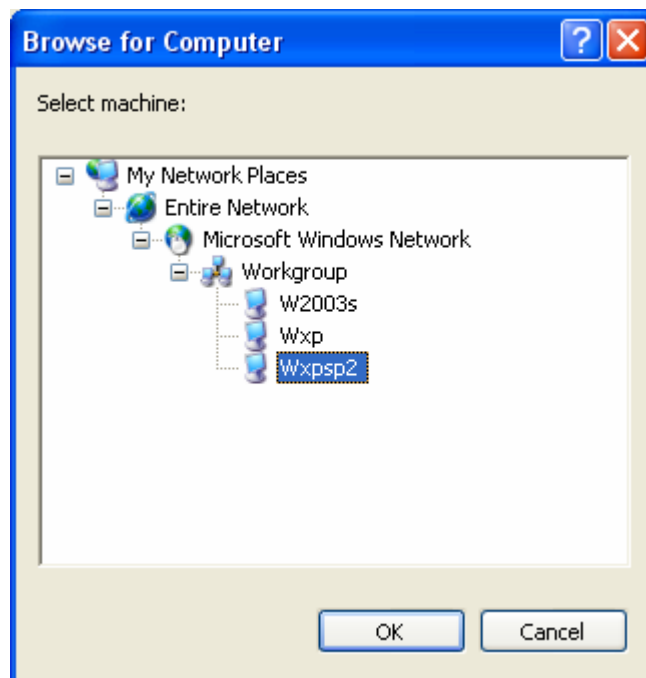 Browse for Computer
Select machine:
My Network Places
Entire Network
Microsoft Windows Network
Workgroup
W2003s
Wxp
Wxpsp2
OK Cancel